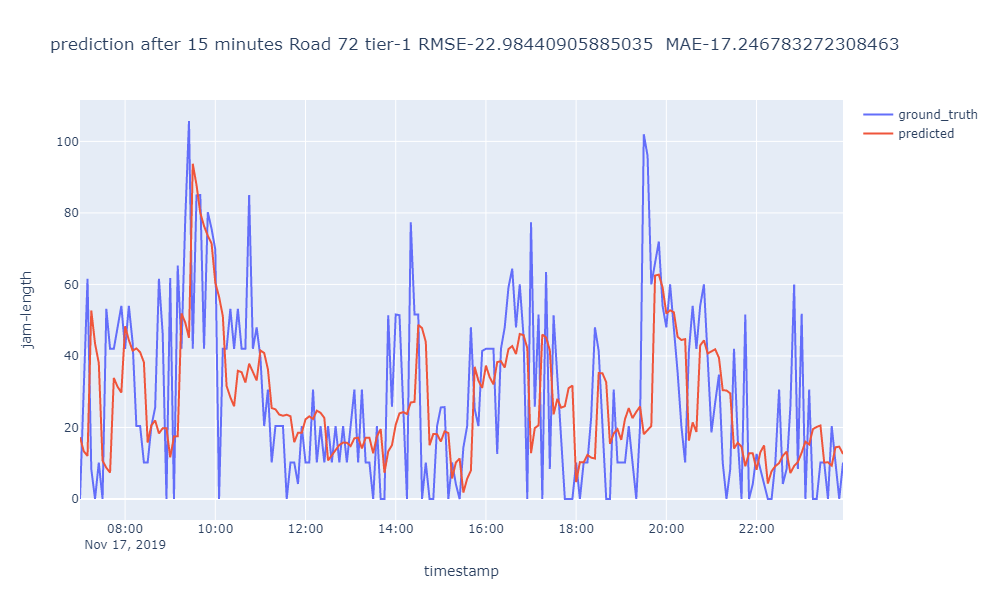 prediction after 15 minutes Road 72 tier-1 RMSE-22.98440905885035  MAE-17.246783272308463
ground_truth
predicted
jam-length
100
80
60
40
20
0
08:00 10:00 12:00 14:00 16:00 18:00 20:00 22:00
Nov 17, 2019
timestamp